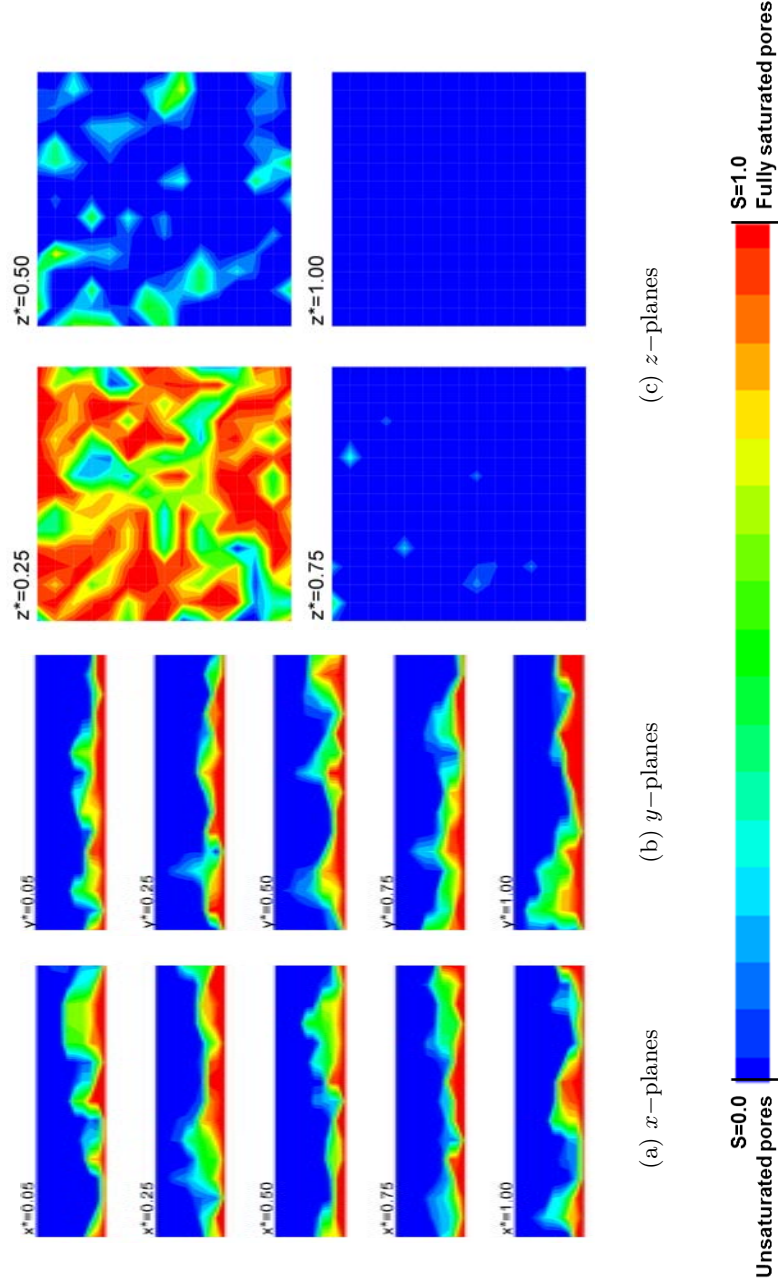 x*=0.05
x*=0.25
x*=0.50
x*=0.75
x*=1.00
(a) x−planes
y*=0.05
y*=0.25
y*=0.50
y*=0.75
y*=1.00
(b) y−planes
z*=0.25
z*=0.50
z*=0.75
z*=1.00
(c) z−planes
S=0.0
Unsaturated pores
S=1.0
Fully saturated pores